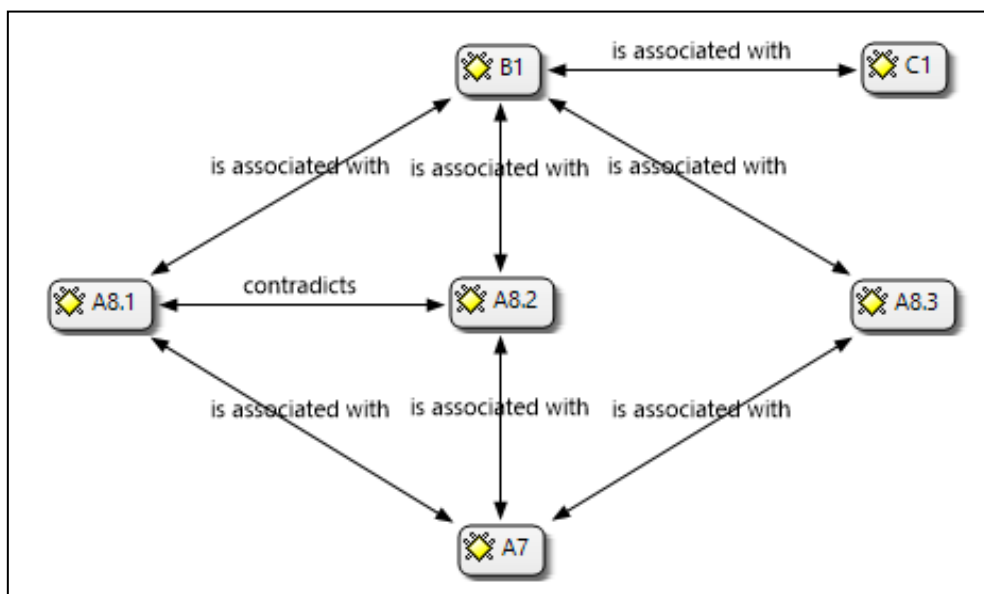 is associated with
B1
C1
is associated with
is associated with
is associated with
contradicts
A8.1
A8.2
A8.3
is associated with
is associated with
is associated with
A7